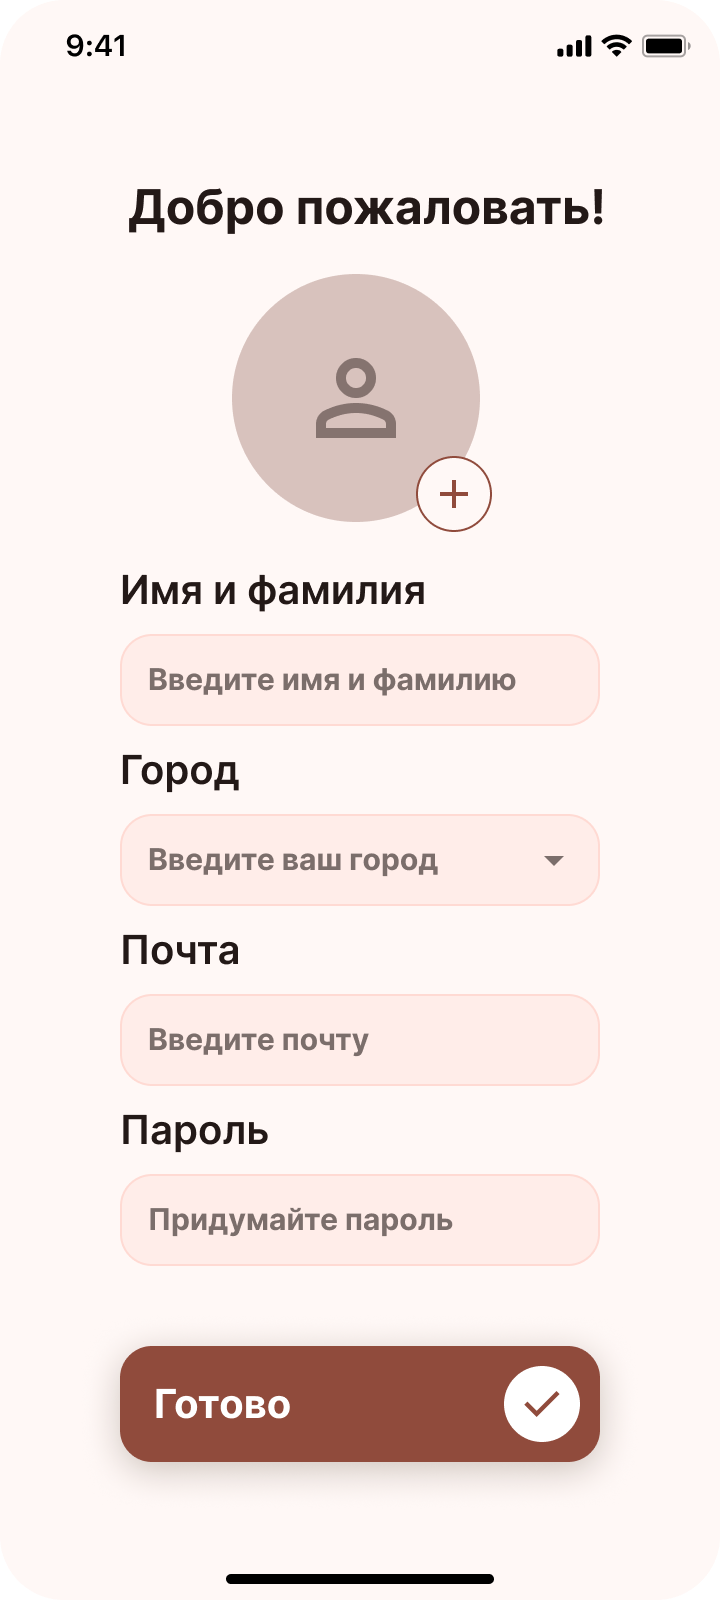 9:41
Добро пожаловать!
Имя и фамилия
Введите имя и фамилию
Город
Введите ваш город
Почта
Введите почту
Пароль
Придумайте пароль
Готово